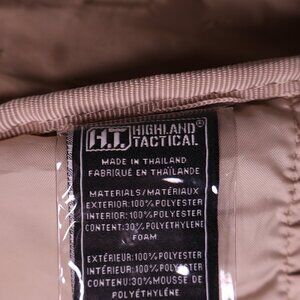 H.T. HIGHLAND
TACTICAL®
MADE IN THAILAND
FABRIQUÉ EN THAÏLANDE
MATERIALS/MATÉRIAUX
EXTERIOR:100% POLYESTER
INTERIOR:100% POLYESTER
CONTENT:30% POLYETHYLENE
FOAM
EXTÉRIEUR:100% POLYESTER
INTÉRIEUR:100% POLYESTER
CONTENU:30%MOUSSE DE
POLYÉTHYLÈNE